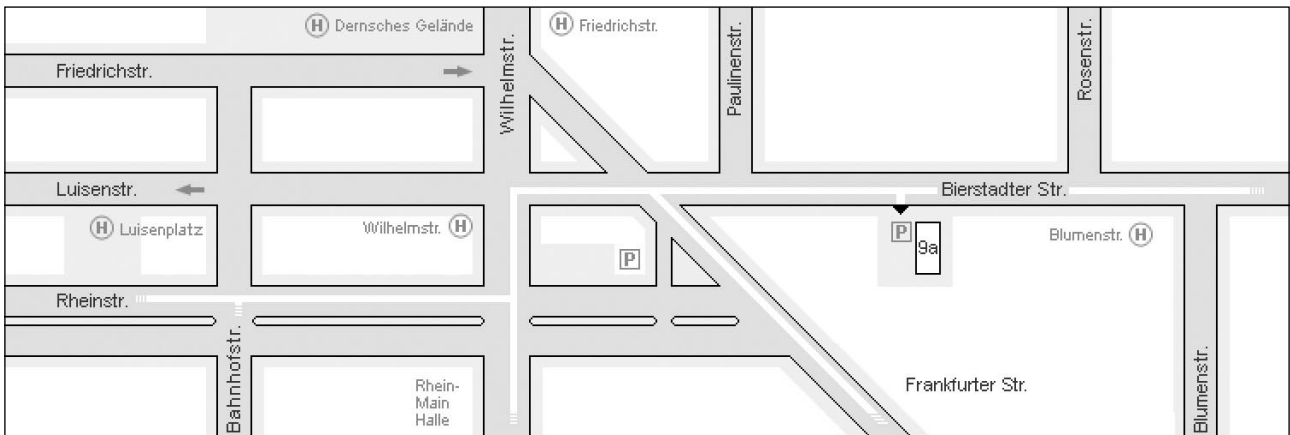 H Dernsches Gelände
H Friedrichstr.
Friedrichstr.
Wilhelmstr.
Paulinenstr.
Rosenstr.
Luisenstr.
Bierstadter Str.
H Luisenplatz
Wilhelmstr. H
P
P
9a
Blumenstr. H
Rheinstr.
Bahnhofstr.
Rhein-
Main
Halle
Frankfurter Str.
Blumenstr.